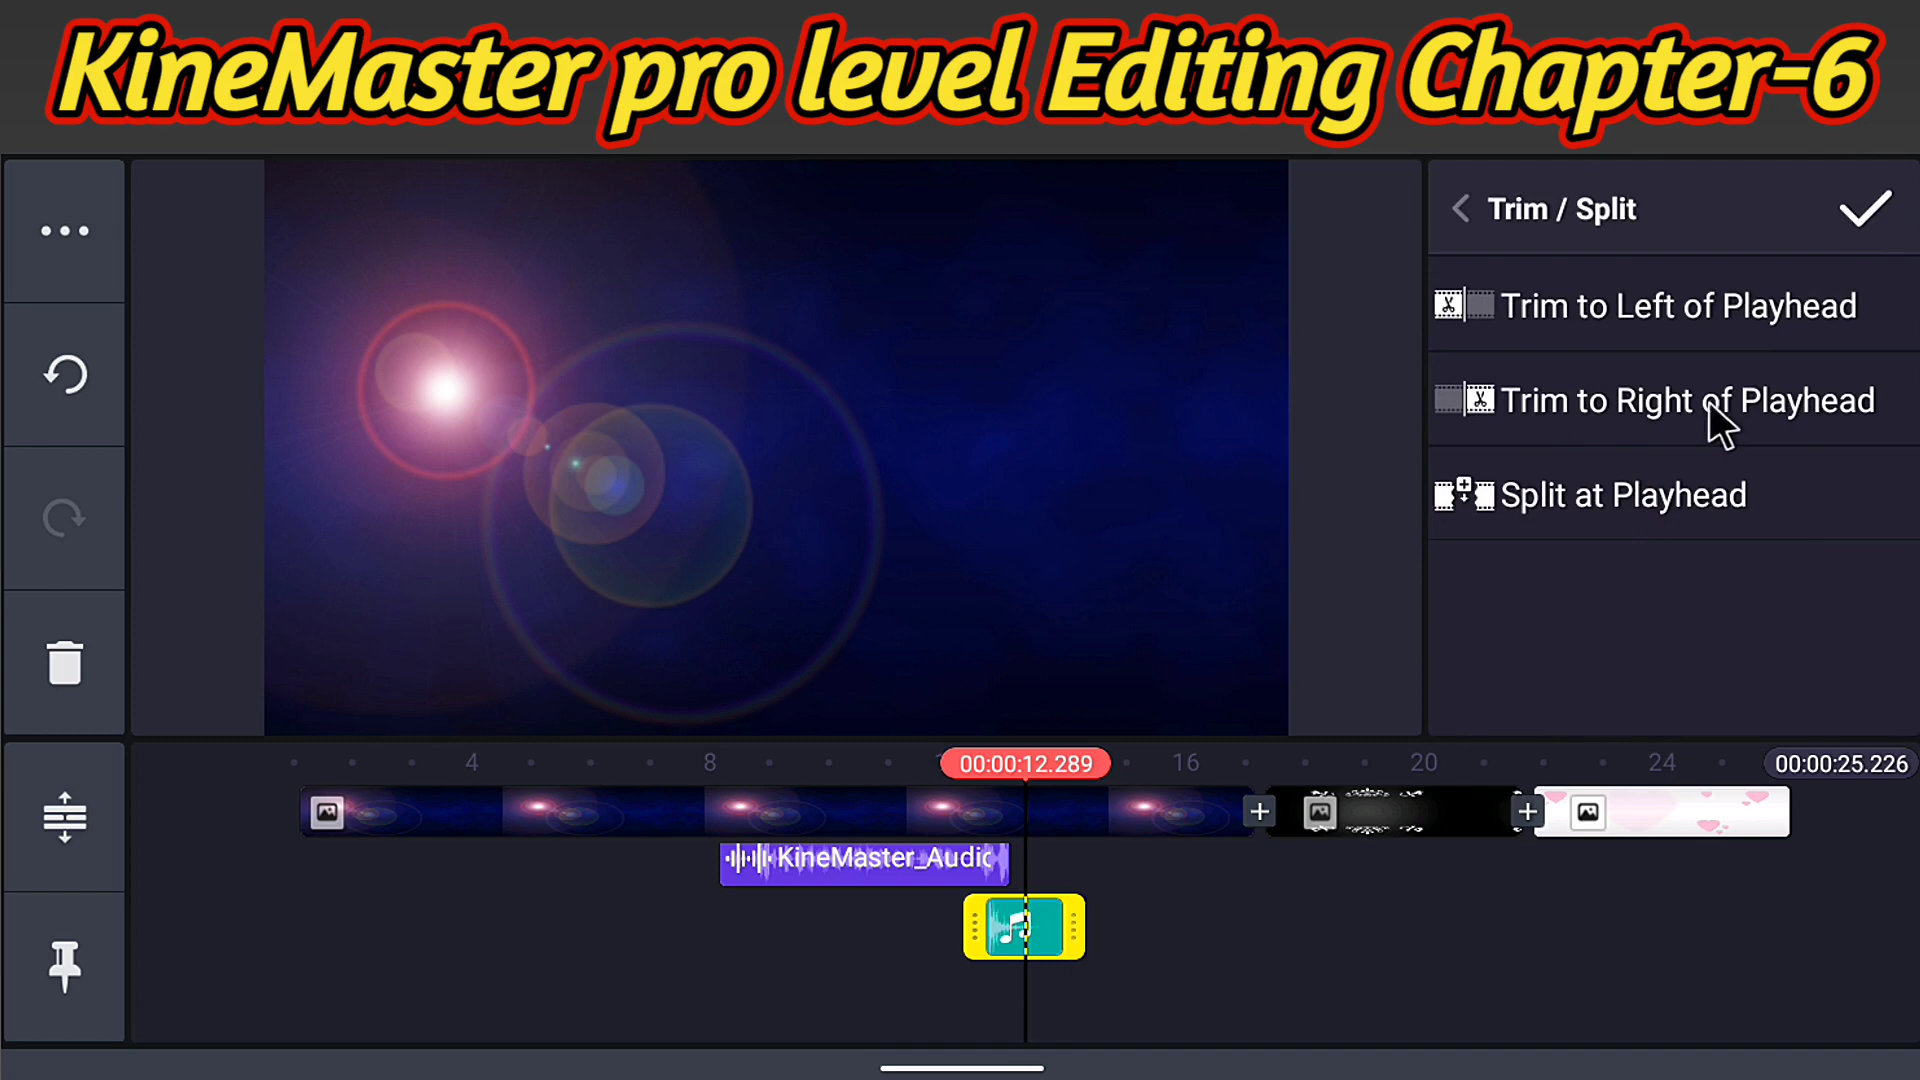 KineMaster pro level Editing Chapter-6
Trim / Split
Trim to Left of Playhead
Trim to Right of Playhead
Split at Playhead
4 8 00:00:12.289 16 20 24 00:00:25.226
KineMaster_Audio